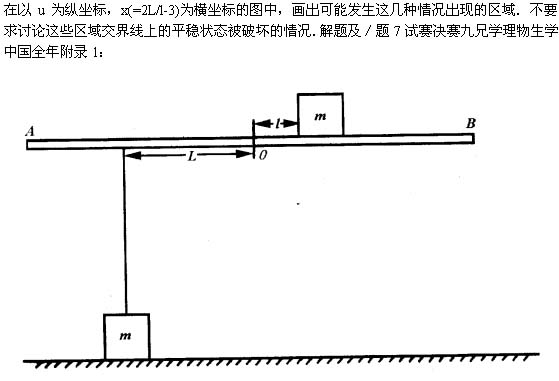 在以 u 为纵坐标，x(=2L/l-3)为横坐标的图中，画出可能发生这几种情况出现的区域．不要
求讨论这些区域交界线上的平稳状态被破坏的情况．解题及／题 7 试赛决赛九兄学理物生学
中国全年附录 1：
A
B
l
m
L
O
m